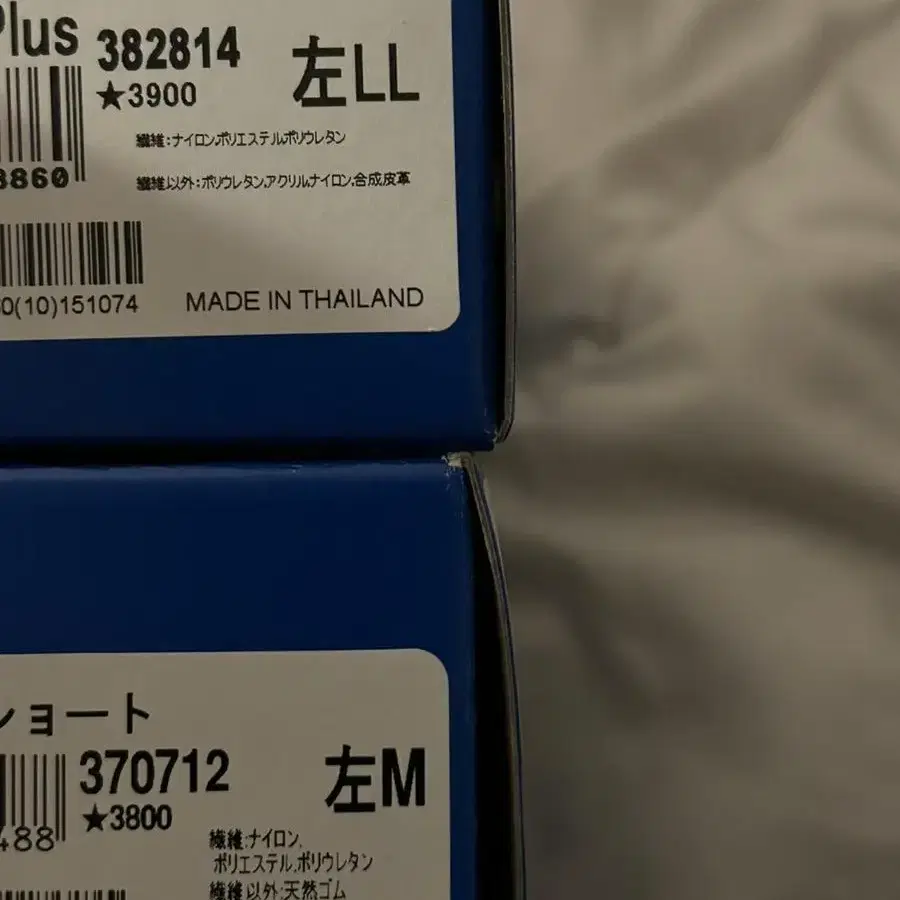 Plus 382814 左LL
★3900
繊維:ナイロン,ポリエステル,ポリウレタン
8860 繊維以外:ポリウレタン,アクリル,ナイロン,合成皮革
0(10)151074 MADE IN THAILAND
ショート
370712 左M
★3800
488 繊維:ナイロン,
ポリエステル,ポリウレタン
繊維以外:天然ゴム